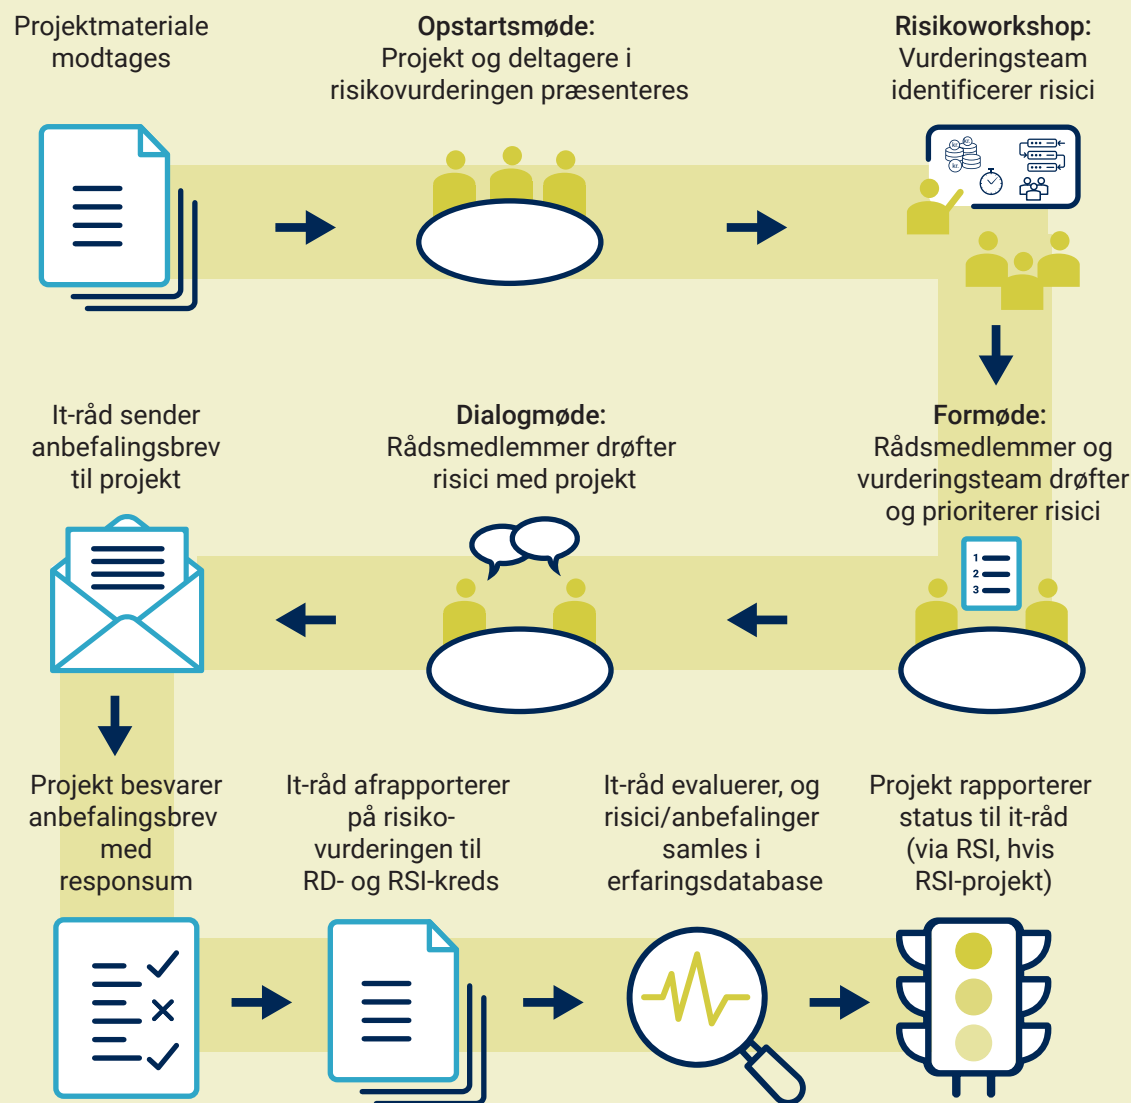 Projektmateriale
modtages
Opstartsmøde:
Projekt og deltagere i
risikovurderingen præsenteres
Risikoworkshop:
Vurderingsteam
identificerer risici
kr.
kr.
kr.
Formøde:
Rådsmedlemmer og
vurderingsteam drøfter
og prioriterer risici
1
2
3
Dialogmøde:
Rådsmedlemmer drøfter
risici med projekt
It-råd sender
anbefalingsbrev
til projekt
Projekt besvarer
anbefalingsbrev
med
responsum
It-råd afrapporterer
på risiko-
vurderingen til
RD- og RSI-kreds
It-råd evaluerer, og
risici/anbefalinger
samles i
erfaringsdatabase
Projekt rapporterer
status til it-råd
(via RSI, hvis
RSI-projekt)